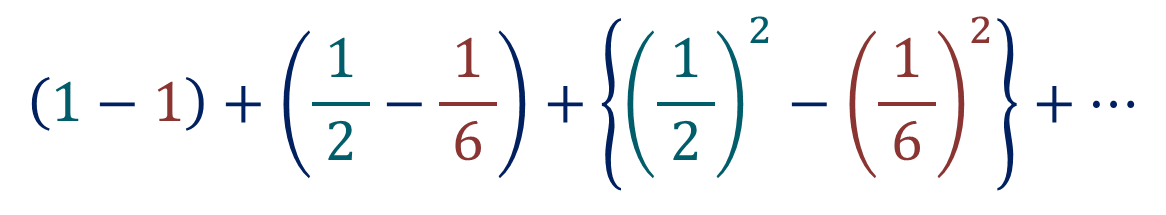 (1 − 1) + (1/2 − 1/6) + {(1/2)² − (1/6)²} + ⋯